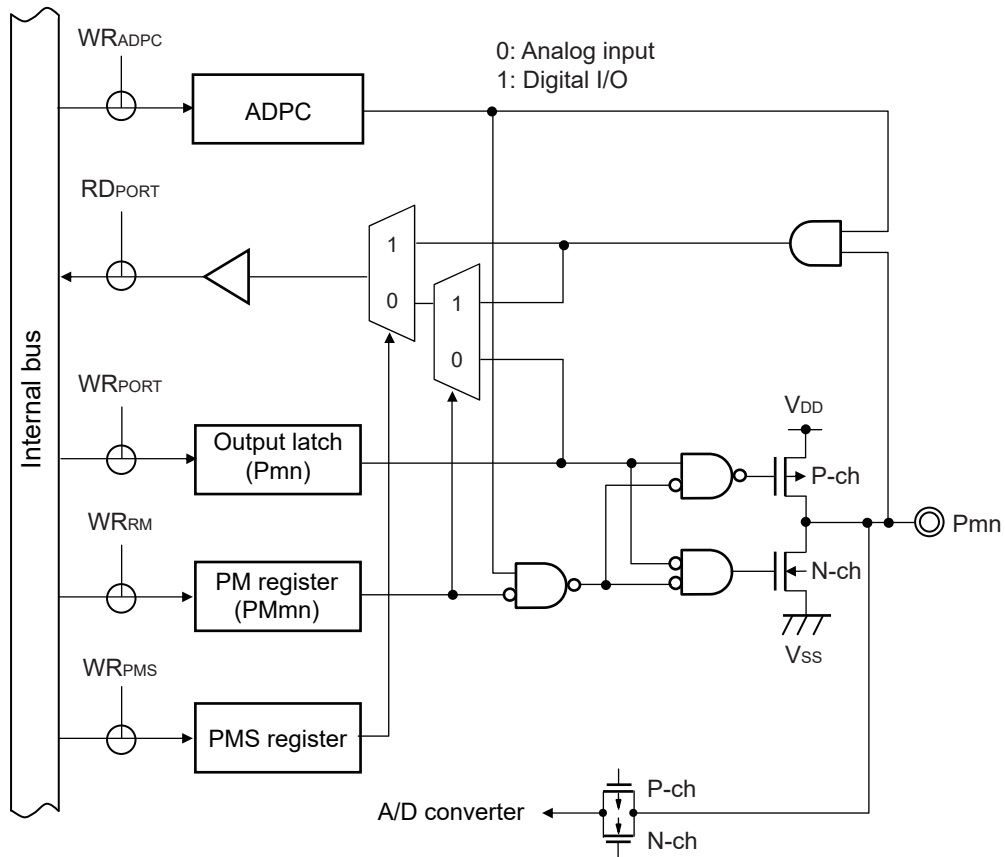 WRADPC
0: Analog input
1: Digital I/O
ADPC
RDPORT
1
0
1
0
Internal bus
WRPORT
Output latch
(Pmn)
VDD
P-ch
Pmn
N-ch
VSS
WRRM
PM register
(PMmn)
WRPMS
PMS register
A/D converter
P-ch
N-ch